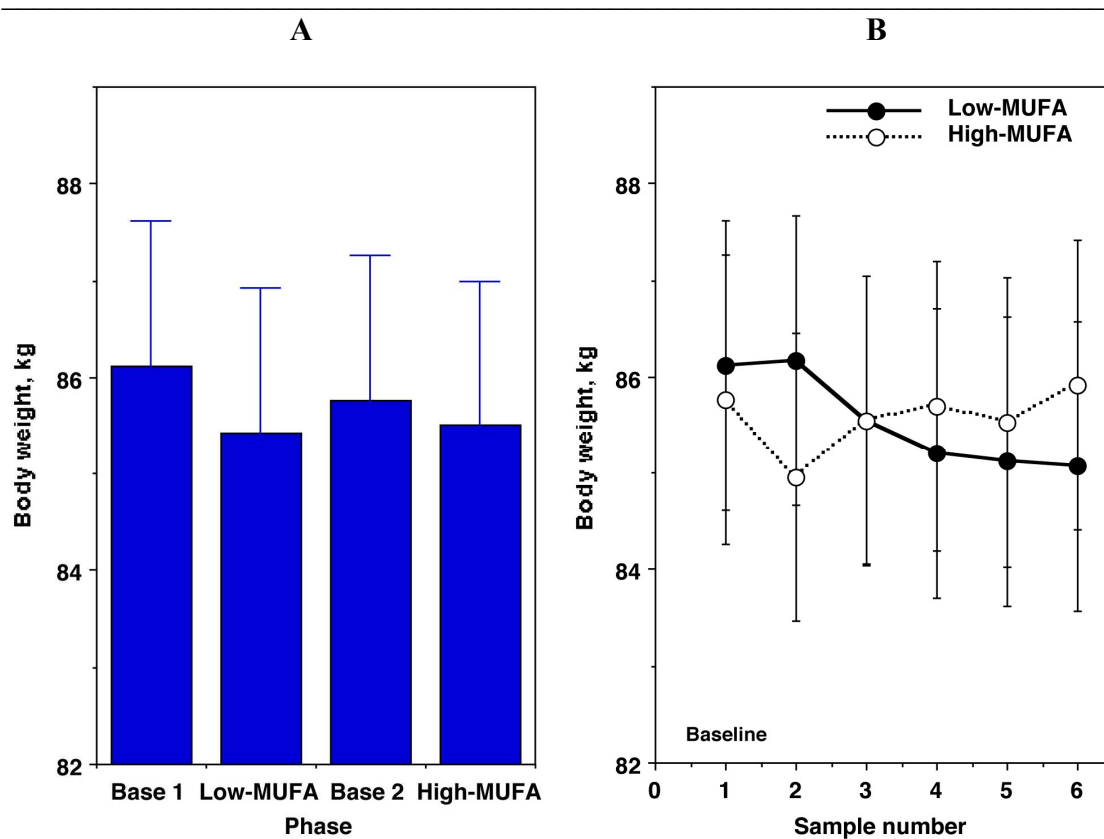 A
B
Body weight, kg
88
86
84
82
Base 1 Low-MUFA Base 2 High-MUFA
Phase
Low-MUFA
High-MUFA
Body weight, kg
88
86
84
82
Baseline
0 1 2 3 4 5 6
Sample number